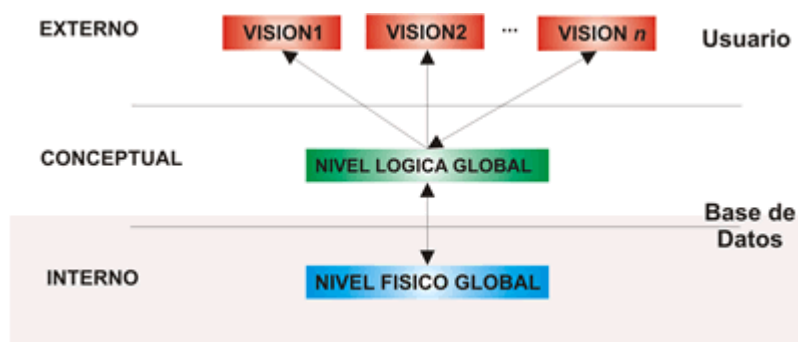 EXTERNO
VISION1
VISION2
...
VISION n
Usuario
CONCEPTUAL
NIVEL LOGICA GLOBAL
Base de
Datos
INTERNO
NIVEL FISICO GLOBAL